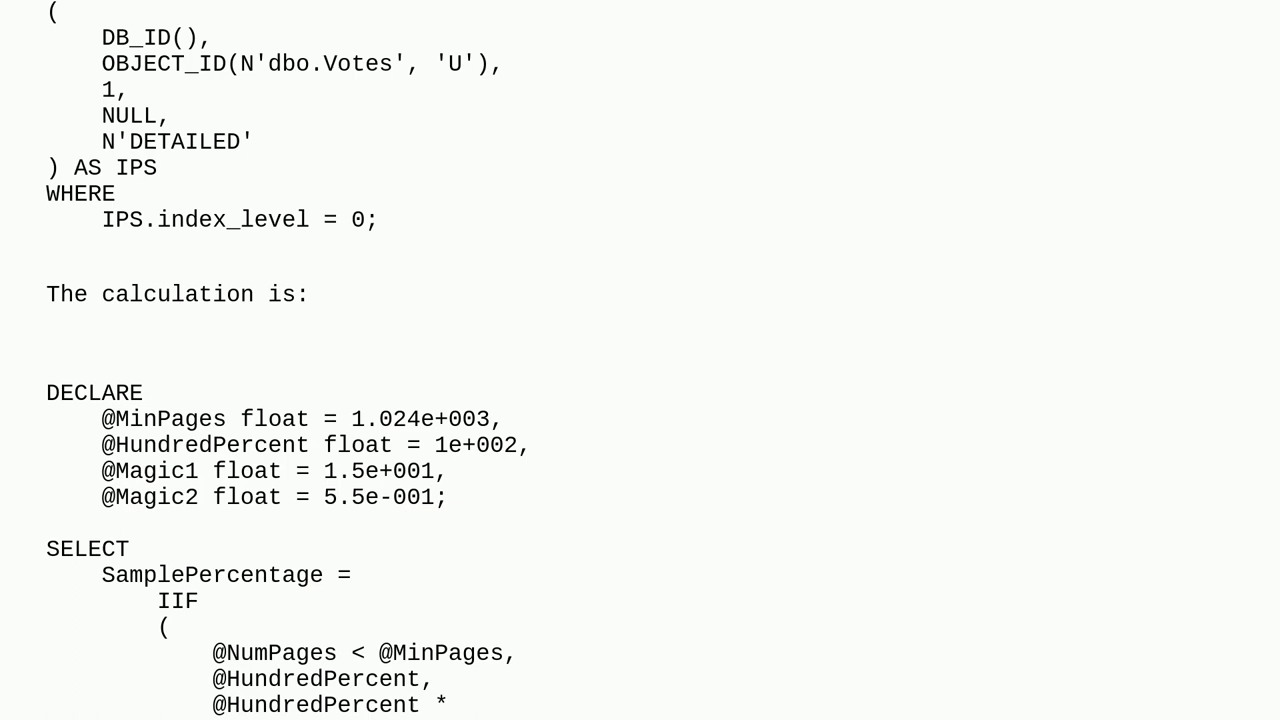 (
    DB_ID(),
    OBJECT_ID(N'dbo.Votes', 'U'),
    1,
    NULL,
    N'DETAILED'
) AS IPS
WHERE
    IPS.index_level = 0;
The calculation is:
DECLARE
    @MinPages float = 1.024e+003,
    @HundredPercent float = 1e+002,
    @Magic1 float = 1.5e+001,
    @Magic2 float = 5.5e-001;
SELECT
    SamplePercentage =
        IIF
        (
            @NumPages < @MinPages,
            @HundredPercent,
            @HundredPercent *